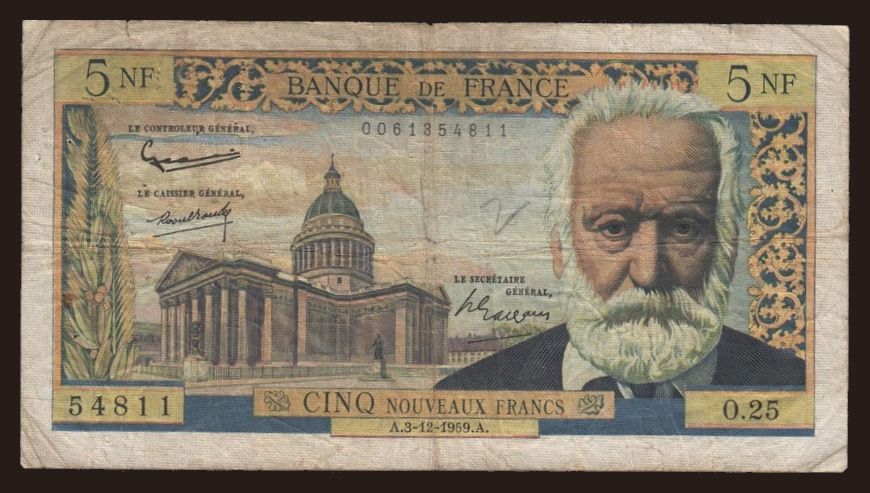 5 NF BANQUE DE FRANCE 5 NF
LE CONTROLEUR GÉNÉRAL,
0061354811
LE CAISSIER GÉNÉRAL,
LE SECRÉTAIRE
GÉNÉRAL,
54811 CINQ NOUVEAUX FRANCS O.25
A.3-12-1959.A.